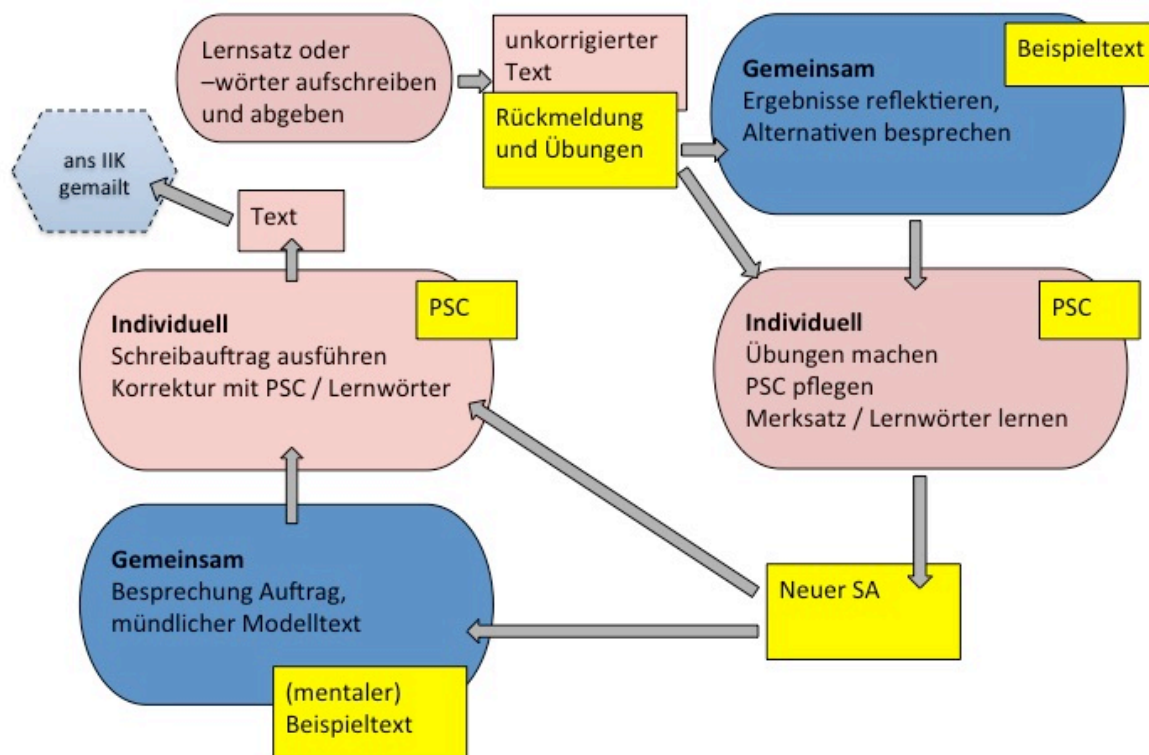 Lernsatz oder
–wörter aufschreiben
und abgeben
unkorrigierter
Text
Rückmeldung
und Übungen
Beispieltext
Gemeinsam
Ergebnisse reflektieren,
Alternativen besprechen
ans IIK
gemailt
Text
PSC
Individuell
Schreibauftrag ausführen
Korrektur mit PSC / Lernwörter
PSC
Individuell
Übungen machen
PSC pflegen
Merksatz / Lernwörter lernen
Gemeinsam
Besprechung Auftrag,
mündlicher Modelltext
(mentaler)
Beispieltext
Neuer SA